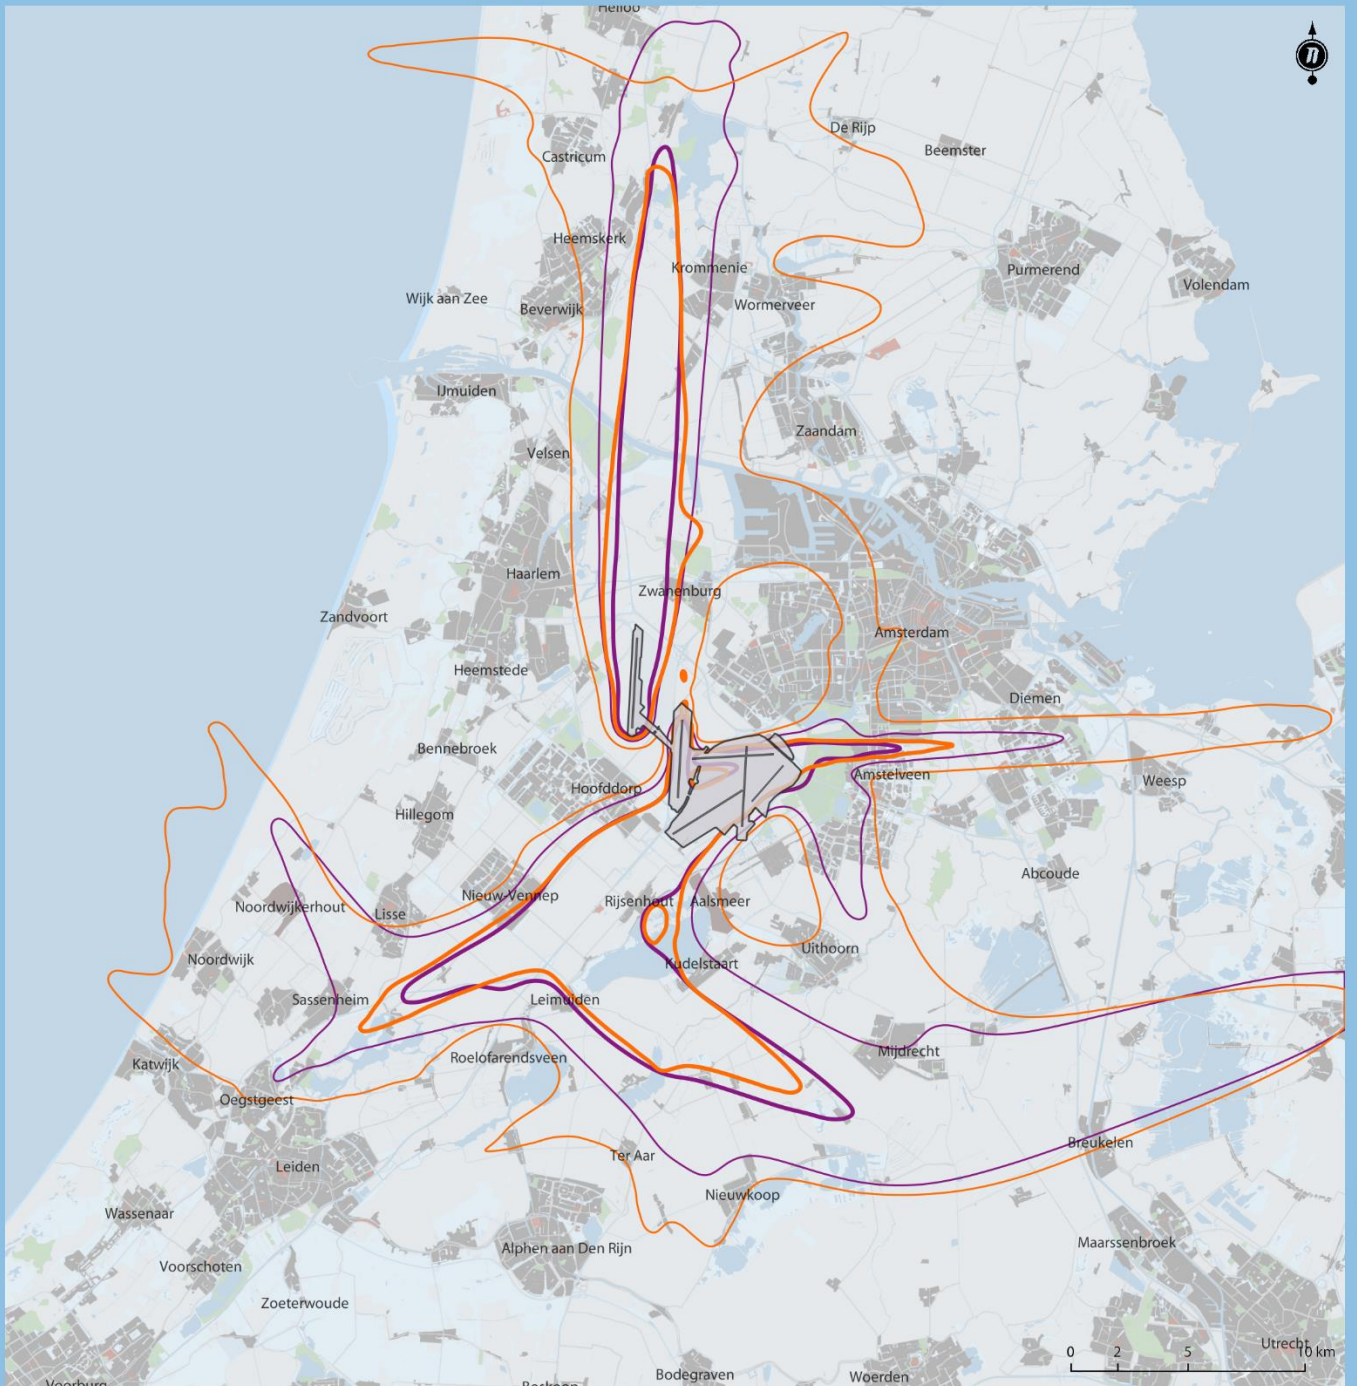 Heiloo
N
De Rijp
Beemster
Castricum
Heemskerk
Krommenie
Purmerend
Volendam
Wijk aan Zee
Beverwijk
Wormerveer
IJmuiden
Zaandam
Velsen
Haarlem
Zwanenburg
Zandvoort
Amsterdam
Heemstede
Diemen
Bennebroek
Amstelveen
Weesp
Hoofddorp
Hillegom
Abcoude
Nieuw-Vennep
Rijsenhout
Aalsmeer
Noordwijkerhout
Lisse
Uithoorn
Noordwijk
Kudelstaart
Sassenheim
Leimuiden
Mijdrecht
Katwijk
Roelofarendsveen
Oegstgeest
Breukelen
Ter Aar
Leiden
Nieuwkoop
Wassenaar
Maarssenbroek
Alphen aan Den Rijn
Voorschoten
Zoeterwoude
Utrecht
0 2 5 10 km
Bodegraven
Woerden
Voorburg
Boskoop